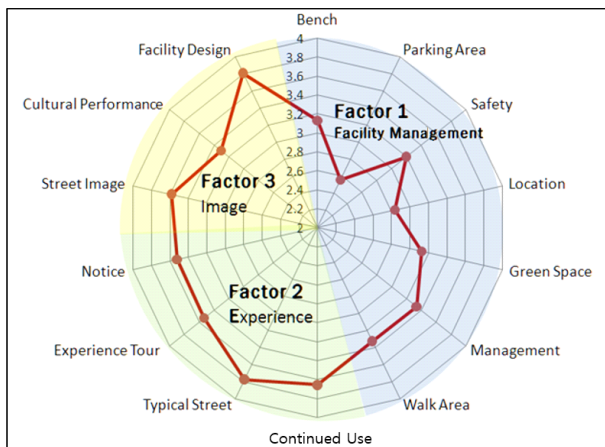 Bench
Facility Design
Parking Area
Cultural Performance
Safety
Street Image
Location
Notice
Green Space
Experience Tour
Management
Typical Street
Walk Area
Continued Use
4
3.8
3.6
3.4
3.2
3
2.8
2.6
2.4
2.2
2
Factor 1
Facility Management
Factor 3
Image
Factor 2
Experience